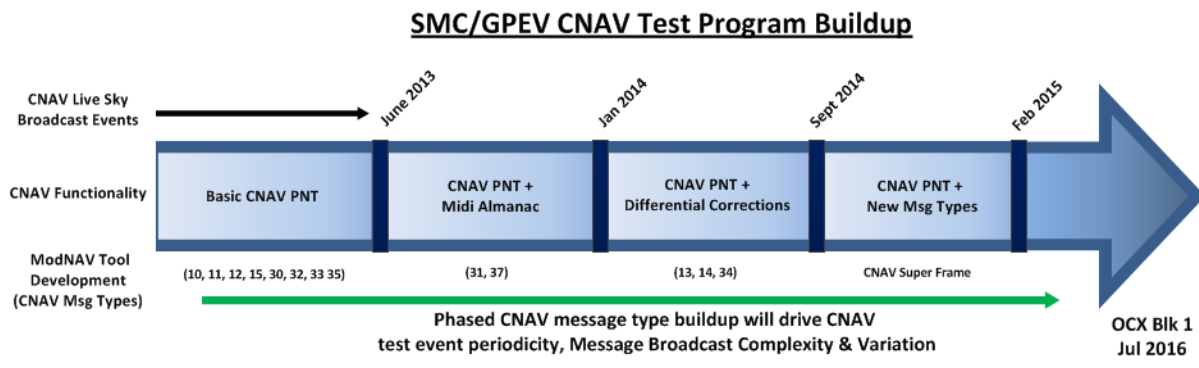 SMC/GPEV CNAV Test Program Buildup
CNAV Live Sky
Broadcast Events
June 2013
Jan 2014
Sept 2014
Feb 2015
CNAV Functionality
Basic CNAV PNT
CNAV PNT +
Midi Almanac
CNAV PNT +
Differential Corrections
CNAV PNT +
New Msg Types
ModNAV Tool
Development
(CNAV Msg Types)
(10, 11, 12, 15, 30, 32, 33 35)
(31, 37)
(13, 14, 34)
CNAV Super Frame
Phased CNAV message type buildup will drive CNAV
test event periodicity, Message Broadcast Complexity & Variation
OCX Blk 1
Jul 2016